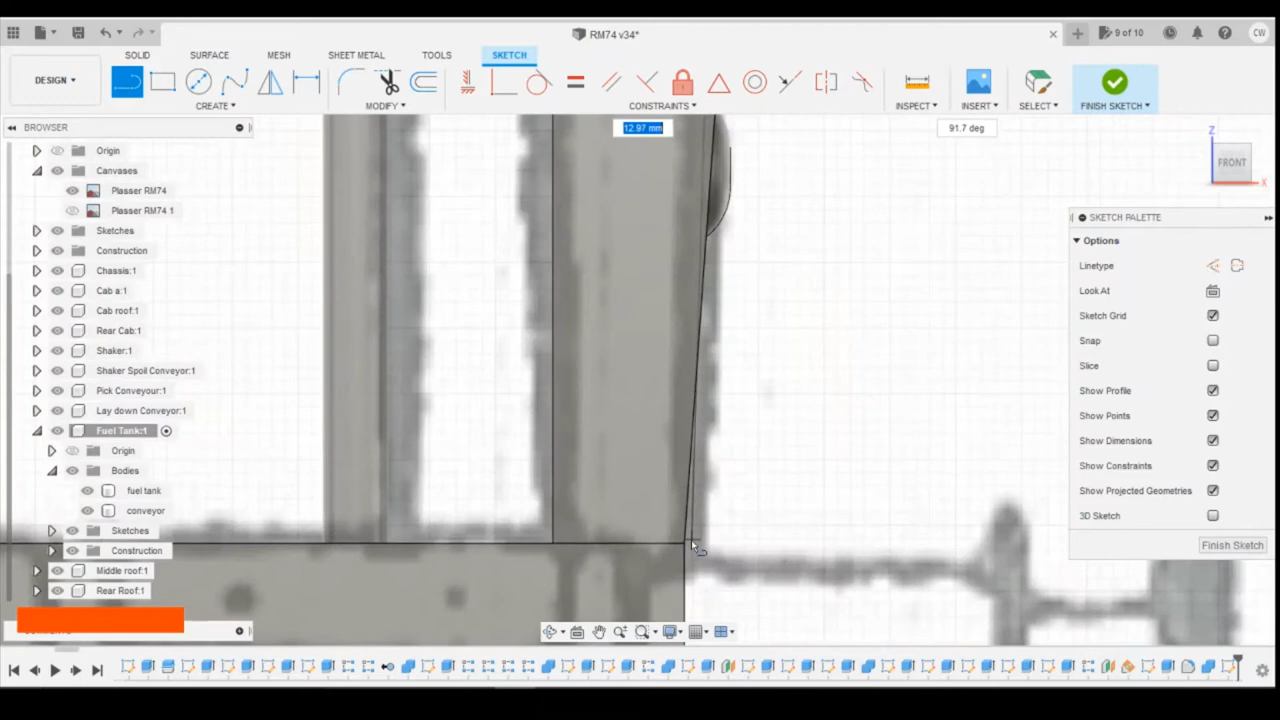 RM74 v34*
9 of 10
CW
DESIGN
SOLID SURFACE MESH SHEET METAL TOOLS SKETCH
CREATE MODIFY CONSTRAINTS INSPECT INSERT SELECT FINISH SKETCH
BROWSER
12.97 mm
91.7 deg
Z
FRONT
X
Origin
Canvases
Plasser RM74
Plasser RM74 1
Sketches
Construction
Chassis:1
Cab a:1
Cab roof:1
Rear Cab:1
Shaker:1
Shaker Spoil Conveyor:1
Pick Conveyour:1
Lay down Conveyor:1
Fuel Tank:1
Origin
Bodies
fuel tank
conveyor
Sketches
Construction
Middle roof:1
Rear Roof:1
SKETCH PALETTE
Options
Linetype
Look At
Sketch Grid
Snap
Slice
Show Profile
Show Points
Show Dimensions
Show Constraints
Show Projected Geometries
3D Sketch
Finish Sketch